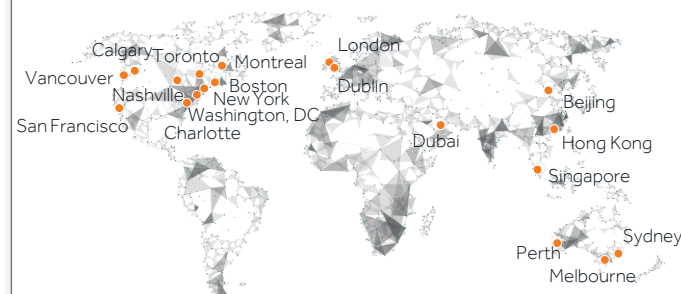 London
Calgary
Toronto
Montreal
Vancouver
Dublin
Boston
Nashville
New York
Beijing
Washington, DC
San Francisco
Charlotte
Dubai
Hong Kong
Singapore
Sydney
Perth
Melbourne